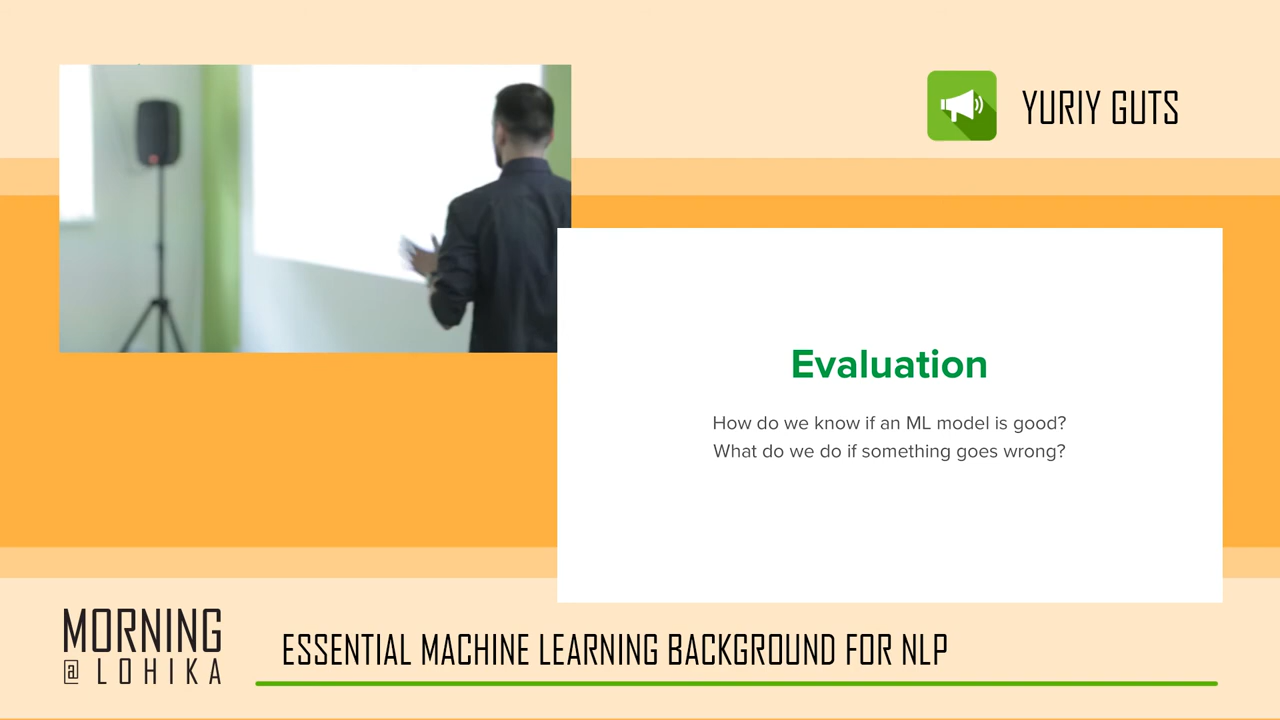 YURIY GUTS
Evaluation
How do we know if an ML model is good?
What do we do if something goes wrong?
MORNING
@ LOHIKA
ESSENTIAL MACHINE LEARNING BACKGROUND FOR NLP